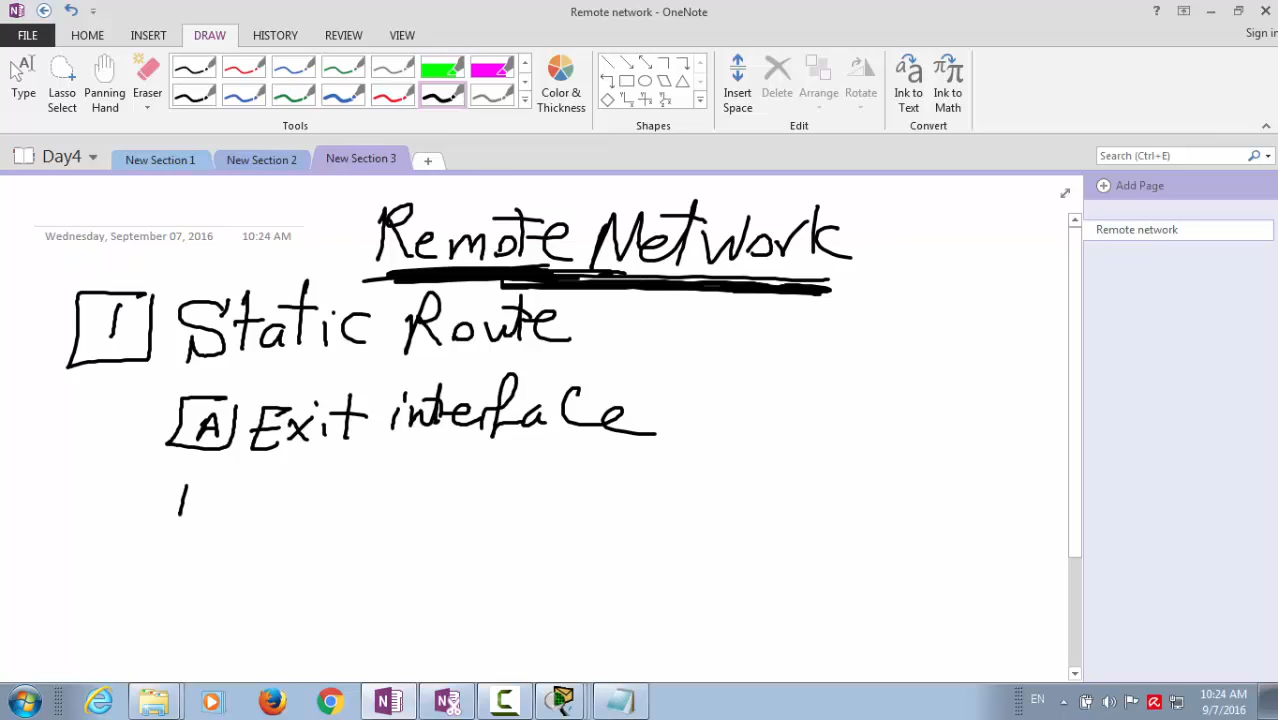 Remote network - OneNote
Sign in
FILE HOME INSERT DRAW HISTORY REVIEW VIEW
Type
Lasso Select
Panning Hand
Eraser
Color & Thickness
Insert Space
Delete
Arrange
Rotate
Ink to Text
Ink to Math
Tools
Shapes
Edit
Convert
Day4
New Section 1
New Section 2
New Section 3
Search (Ctrl+E)
Add Page
Remote network
Wednesday, September 07, 2016 10:24 AM
Remote Network
1 Static Route
A Exit interface
EN
10:24 AM
9/7/2016